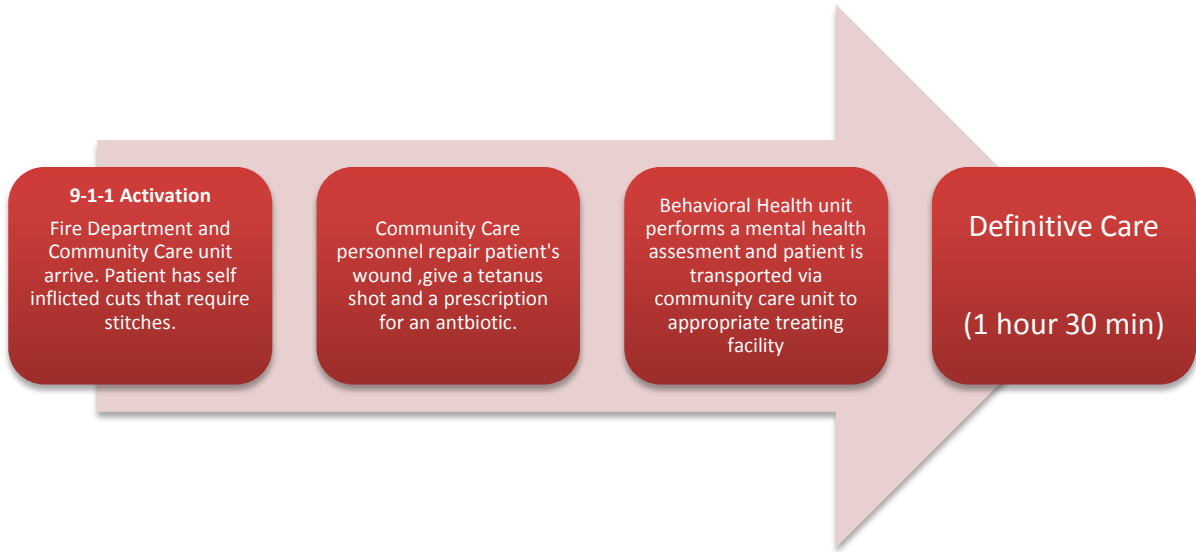 9-1-1 Activation
Fire Department and
Community Care unit
arrive. Patient has self
inflicted cuts that require
stitches.
Community Care
personnel repair patient's
wound ,give a tetanus
shot and a prescription
for an antbiotic.
Behavioral Health unit
performs a mental health
assesment and patient is
transported via
community care unit to
appropriate treating
facility
Definitive Care
(1 hour 30 min)